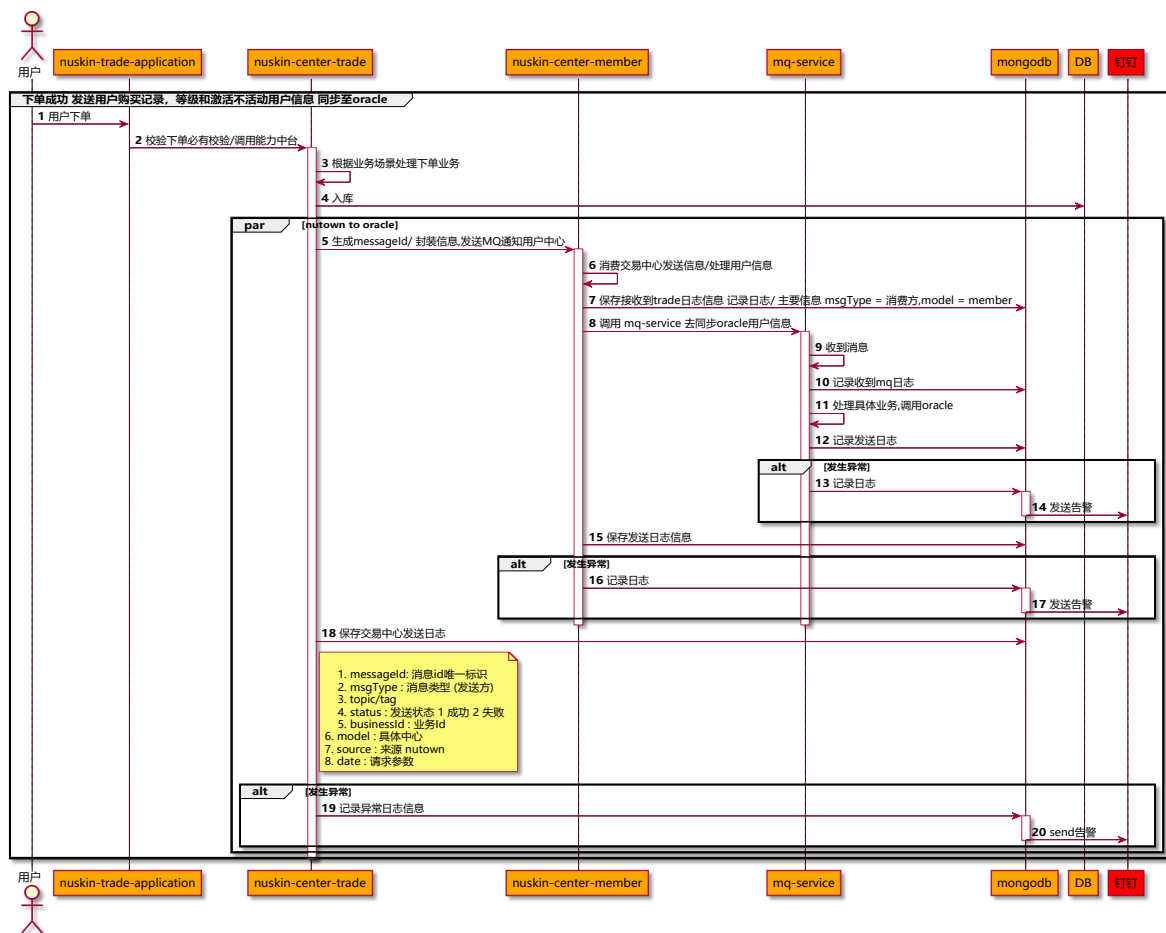 用户
nuskin-trade-application
nuskin-center-trade
nuskin-center-member
mq-service
mongodb
DB
钉钉
下单成功 发送用户购买记录，等级和激活不活动用户信息 同步至oracle
1 用户下单
2 校验下单必有校验/调用能力中台
3 根据业务场景处理下单业务
4 入库
par
[nutown to oracle]
5 生成messageId/ 封装信息,发送MQ通知用户中心
6 消费交易中心发送信息/处理用户信息
7 保存接收到trade日志信息 记录日志/ 主要信息 msgType = 消费方,model = member
8 调用 mq-service 去同步oracle用户信息
9 收到消息
10 记录收到mq日志
11 处理具体业务,调用oracle
12 记录发送日志
alt
[发生异常]
13 记录日志
14 发送告警
15 保存发送日志信息
alt
[发生异常]
16 记录日志
17 发送告警
18 保存交易中心发送日志
1. messageId: 消息id唯一标识
2. msgType : 消息类型 (发送方)
3. topic/tag
4. status : 发送状态 1 成功 2 失败
5. businessId : 业务Id
6. model : 具体中心
7. source : 来源 nutown
8. date : 请求参数
alt
[发生异常]
19 记录异常日志信息
20 send告警
用户
nuskin-trade-application
nuskin-center-trade
nuskin-center-member
mq-service
mongodb
DB
钉钉